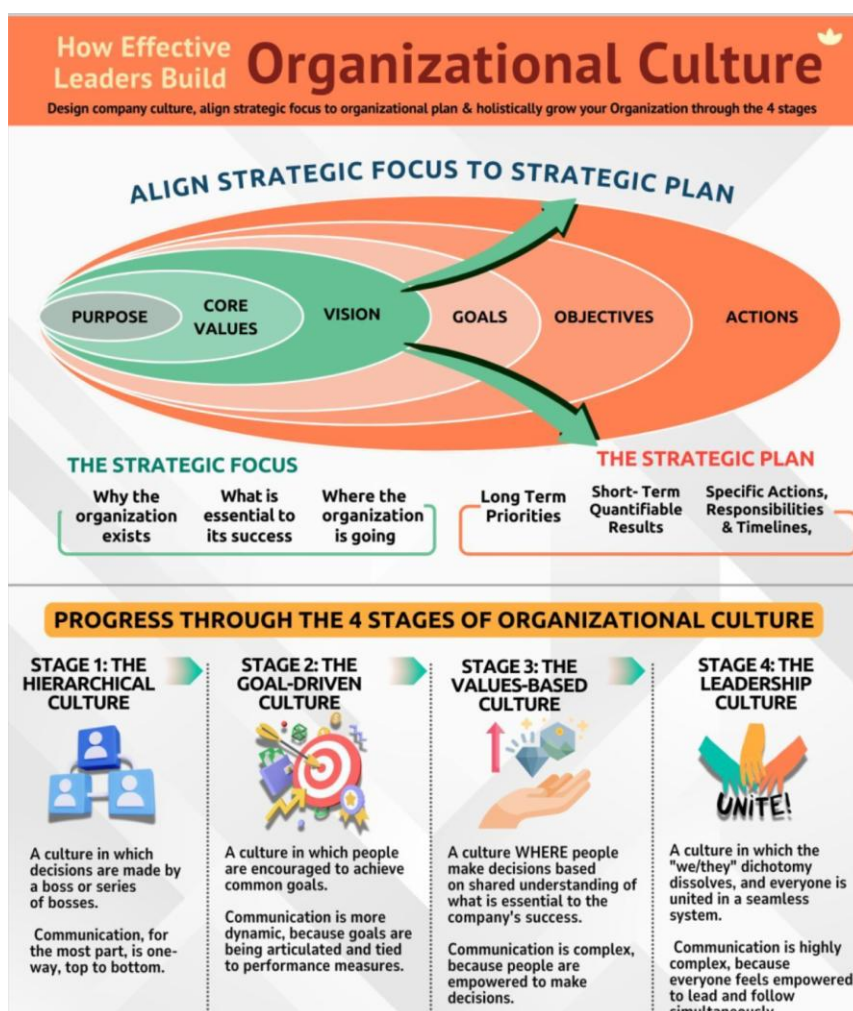 How Effective
Leaders Build
Organizational Culture
Design company culture, align strategic focus to organizational plan & holistically grow your Organization through the 4 stages
ALIGN STRATEGIC FOCUS TO STRATEGIC PLAN
PURPOSE
CORE
VALUES
VISION
GOALS
OBJECTIVES
ACTIONS
THE STRATEGIC FOCUS
Why the
organization
exists
What is
essential to
its success
Where the
organization
is going
THE STRATEGIC PLAN
Long Term
Priorities
Short- Term
Quantifiable
Results
Specific Actions,
Responsibilities
& Timelines,
PROGRESS THROUGH THE 4 STAGES OF ORGANIZATIONAL CULTURE
STAGE 1: THE
HIERARCHICAL
CULTURE
A culture in which
decisions are made by
a boss or series
of bosses.
Communication, for
the most part, is one-
way, top to bottom.
STAGE 2: THE
GOAL-DRIVEN
CULTURE
A culture in which people
are encouraged to achieve
common goals.
Communication is more
dynamic, because goals are
being articulated and tied
to performance measures.
STAGE 3: THE
VALUES-BASED
CULTURE
A culture WHERE people
make decisions based
on shared understanding of
what is essential to the
company's success.
Communication is complex,
because people are
empowered to make
decisions.
STAGE 4: THE
LEADERSHIP
CULTURE
UNiTE!
A culture in which the
"we/they" dichotomy
dissolves, and everyone is
united in a seamless
system.
Communication is highly
complex, because
everyone feels empowered
to lead and follow
simultaneously